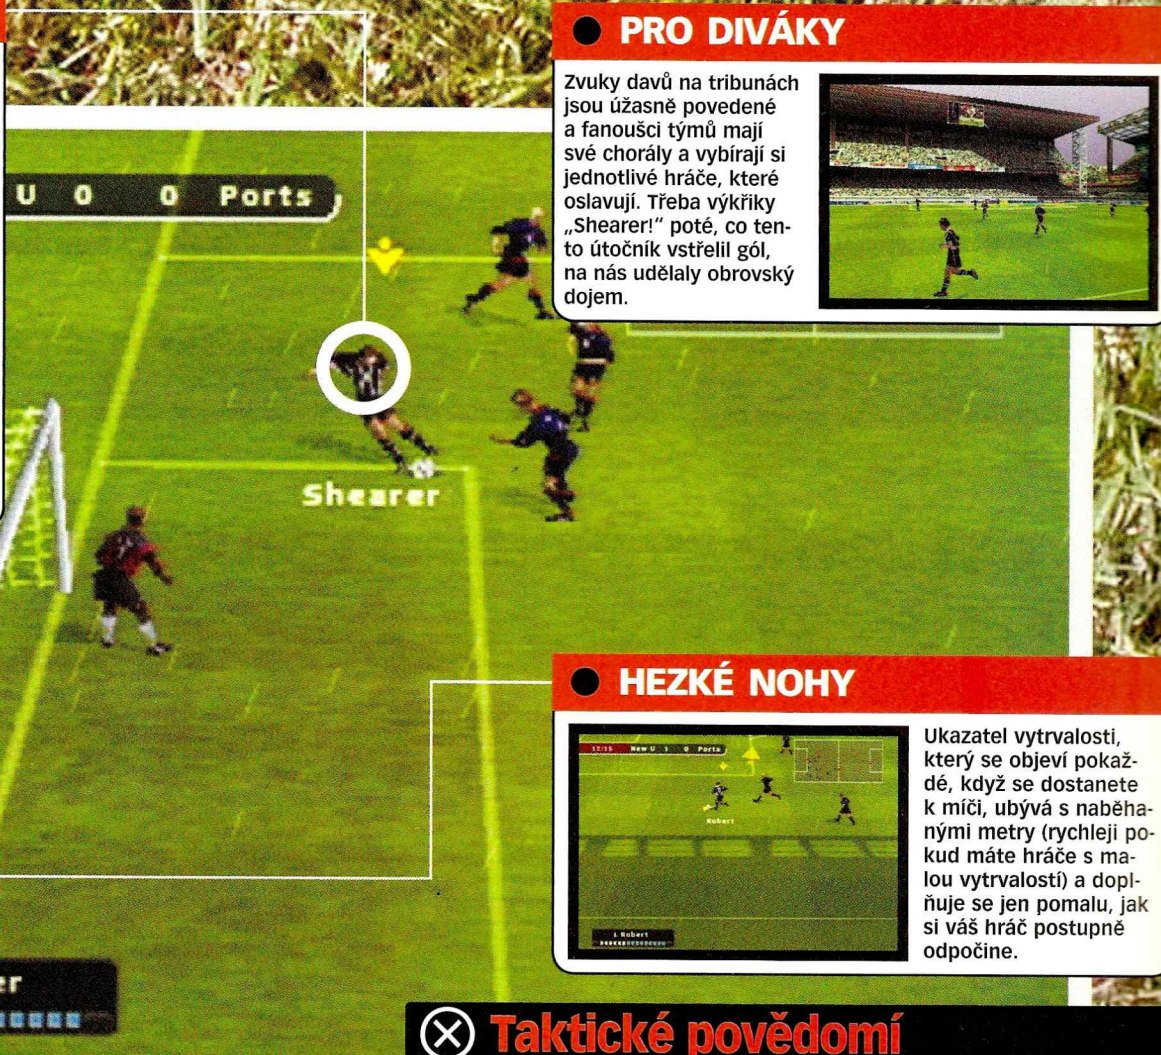 PRO DIVÁKY
Zvuky davů na tribunách
jsou úžasně povedené
a fanoušci týmů mají
své chorály a vybírají si
jednotlivé hráče, které
oslavují. Třeba výkřiky
„Shearer!" poté, co ten-
to útočník vstřelil gól,
na nás udělaly obrovský
dojem.
U 0 0 Ports
Shearer
HEZKÉ NOHY
12/15 New U 3 0 Ports
Robert
L Robert
Ukazatel vytrvalosti,
který se objeví pokaž-
dé, když se dostanete
k míči, ubývá s naběha-
nými metry (rychleji po-
kud máte hráče s ma-
lou vytrvalostí) a dopl-
ňuje se jen pomalu, jak
si váš hráč postupně
odpočine.
er
Taktické povědomí